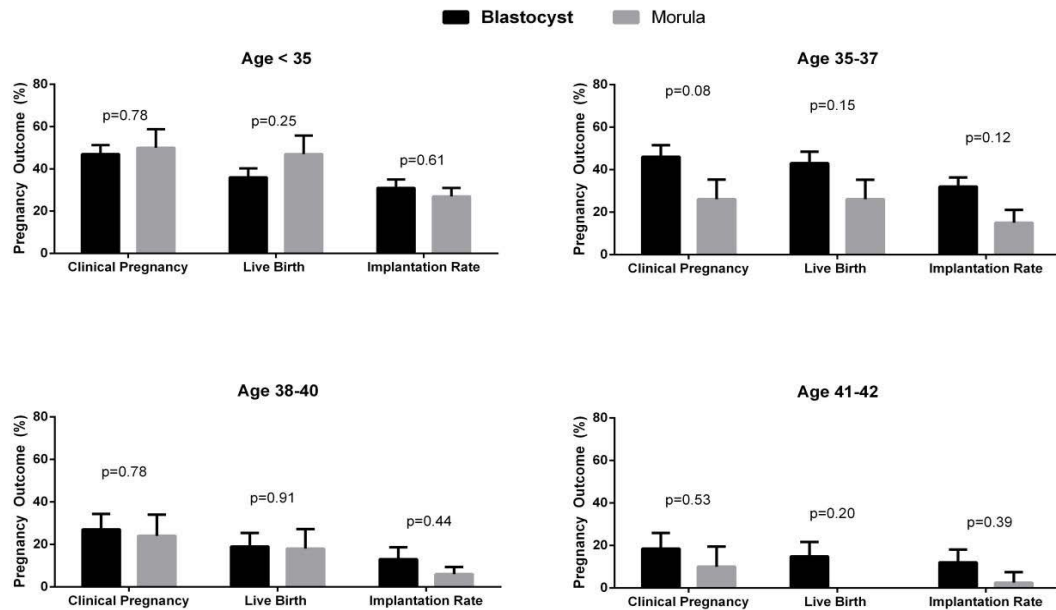 Blastocyst Morula
Age < 35
Pregnancy Outcome (%)
80
60
40
20
0
p=0.78
p=0.25
p=0.61
Clinical Pregnancy Live Birth Implantation Rate
Age 35-37
Pregnancy Outcome (%)
80
60
40
20
0
p=0.08
p=0.15
p=0.12
Clinical Pregnancy Live Birth Implantation Rate
Age 38-40
Pregnancy Outcome (%)
80
60
40
20
0
p=0.78
p=0.91
p=0.44
Clinical Pregnancy Live Birth Implantation Rate
Age 41-42
Pregnancy Outcome (%)
80
60
40
20
0
p=0.53
p=0.20
p=0.39
Clinical Pregnancy Live Birth Implantation Rate